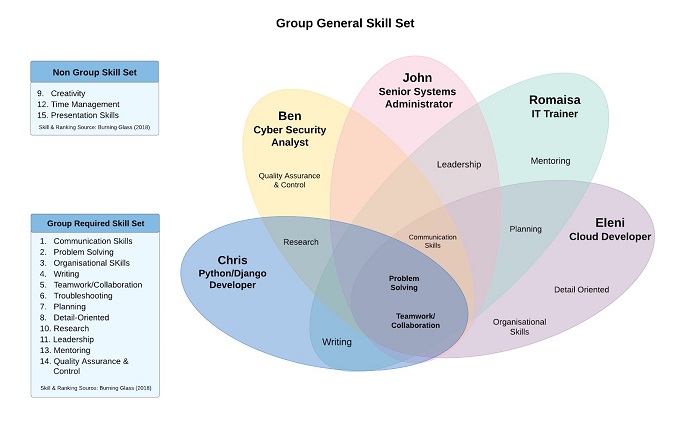 Group General Skill Set
Non Group Skill Set
9. Creativity
12. Time Management
15. Presentation Skills
Skill & Ranking Source: Burning Glass (2018)
Group Required Skill Set
1. Communication Skills
2. Problem Solving
3. Organisational SKills
4. Writing
5. Teamwork/Collaboration
6. Troubleshooting
7. Planning
8. Detail-Oriented
10. Research
11. Leadership
13. Mentoring
14. Quality Assurance &
Control
Skill & Ranking Source: Burning Glass (2018)
John
Senior Systems
Administrator
Romaisa
IT Trainer
Ben
Cyber Security
Analyst
Leadership
Mentoring
Quality Assurance
& Control
Eleni
Cloud Developer
Planning
Communication
Skills
Research
Chris
Python/Django
Developer
Problem
Solving
Detail Oriented
Teamwork/
Collaboration
Organisational
Skills
Writing